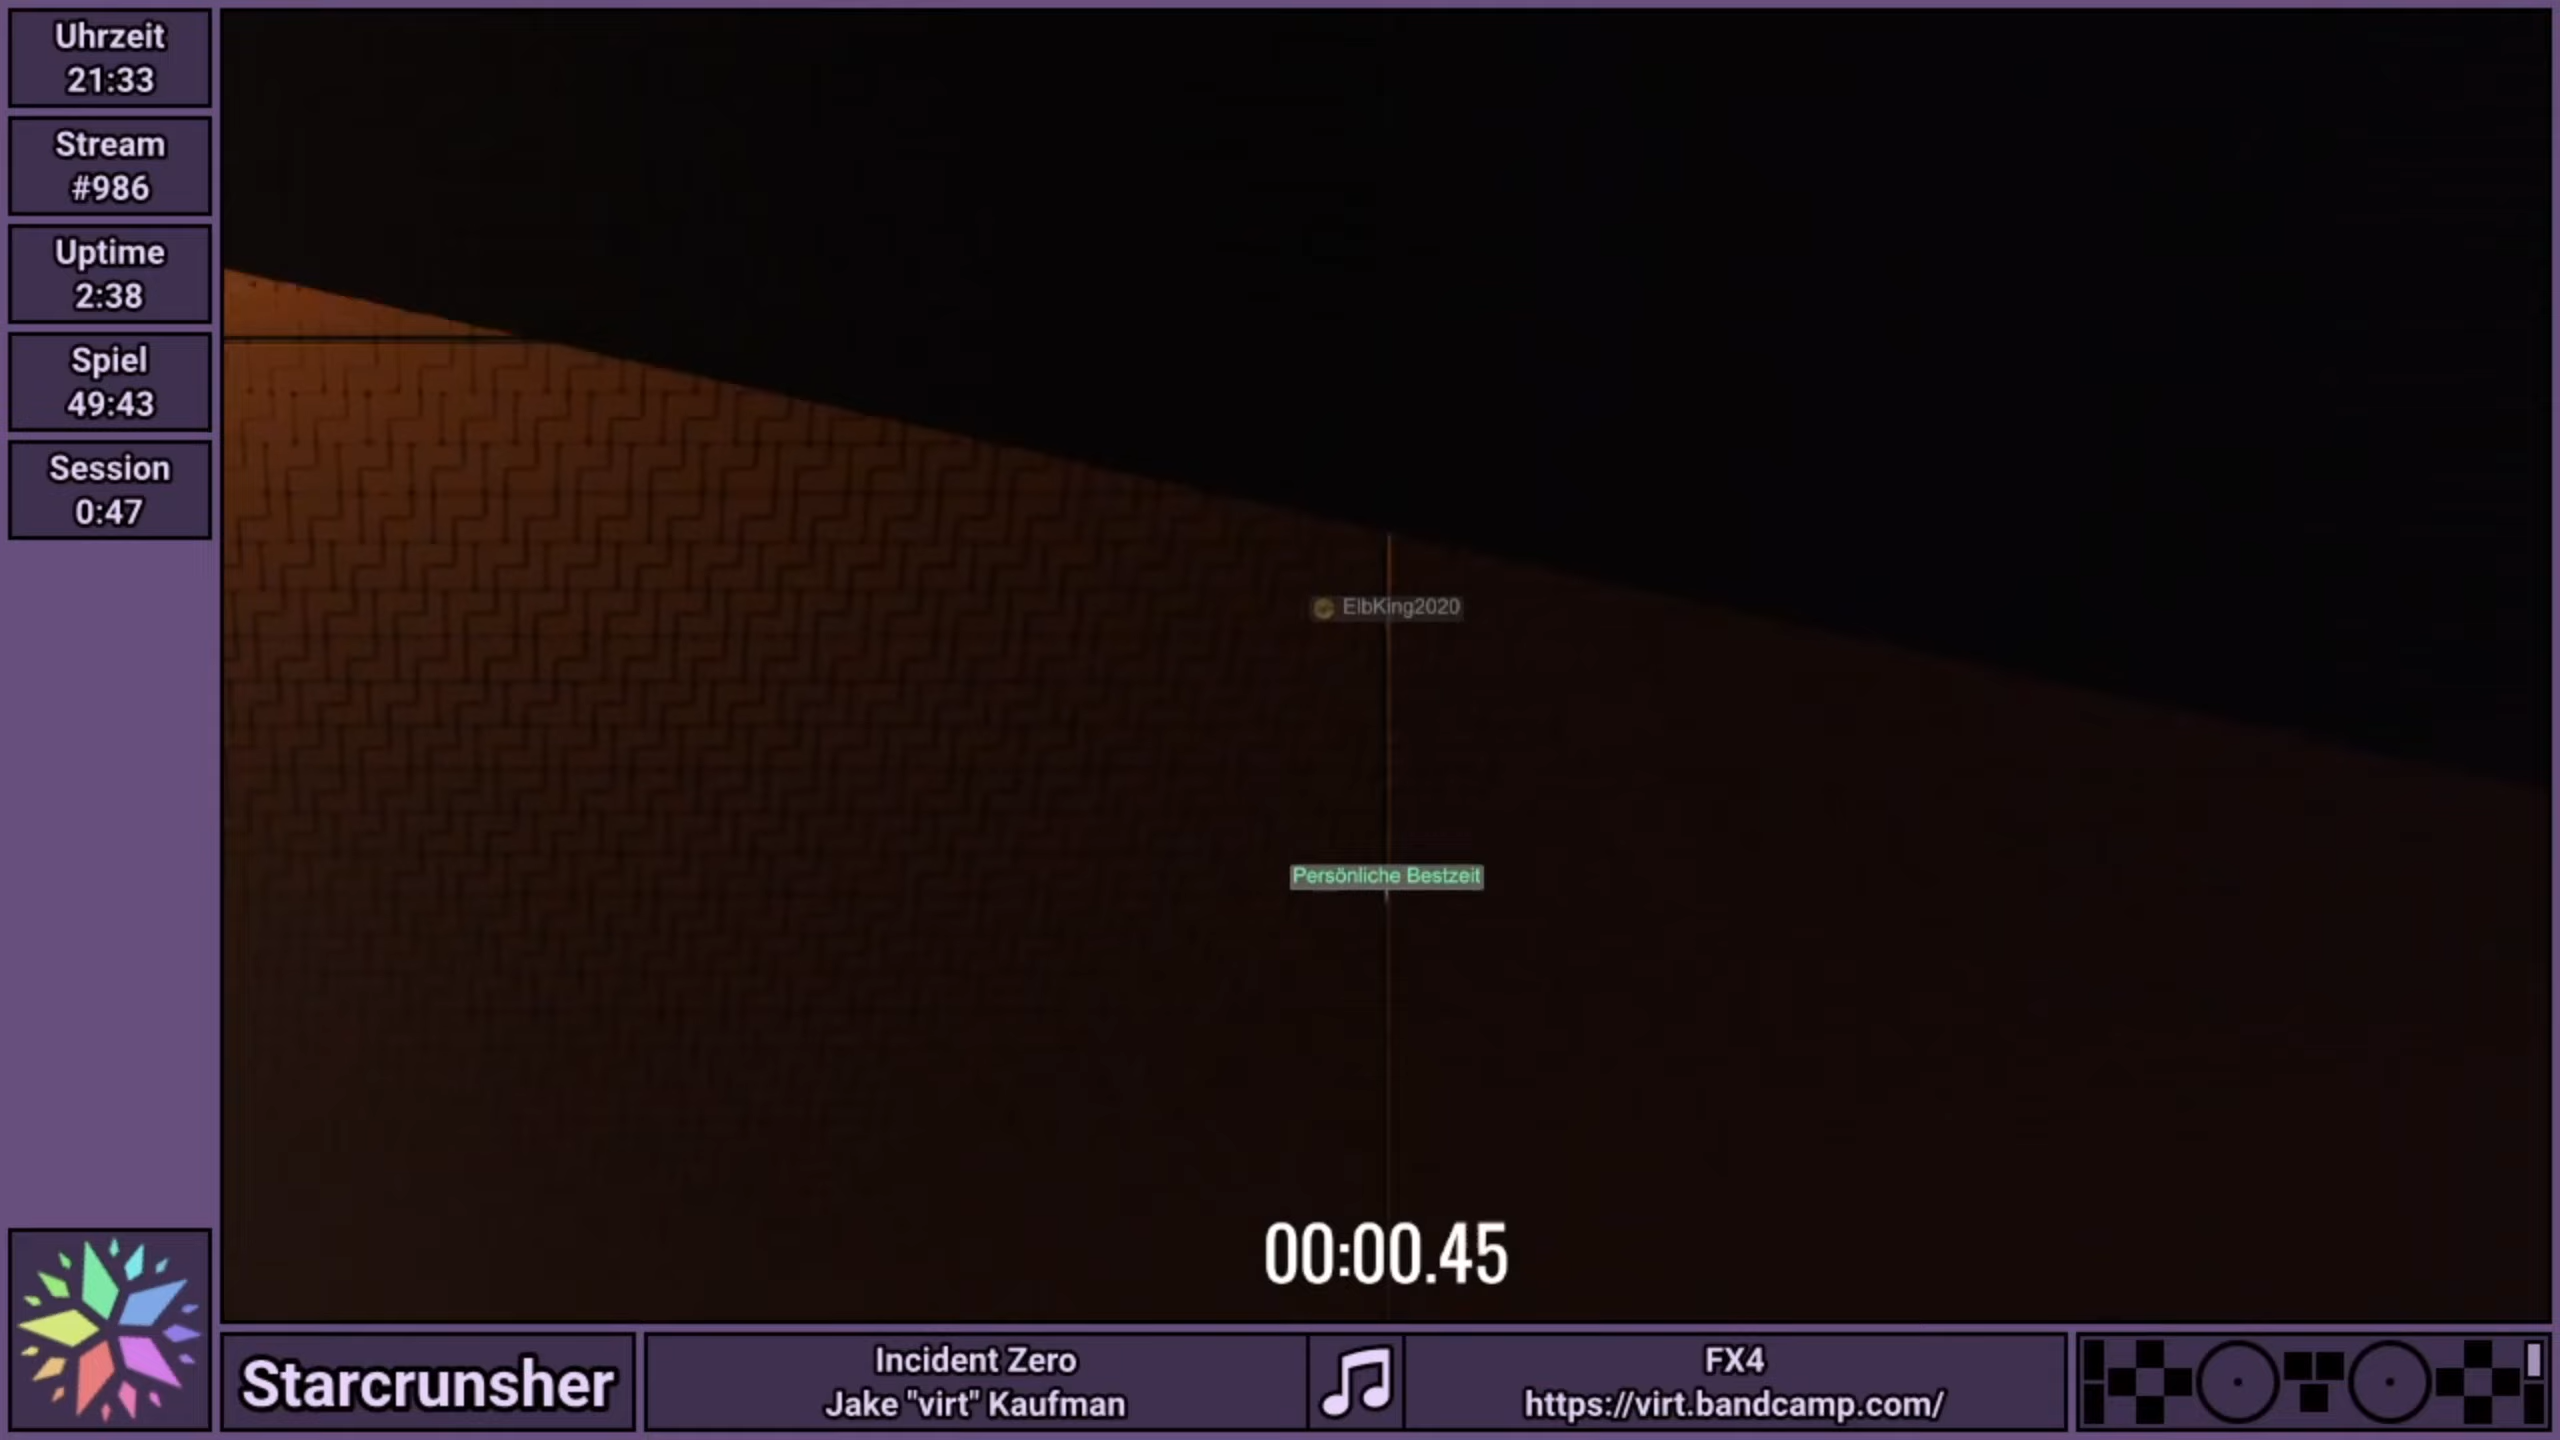 Uhrzeit
21:33
Stream
#986
Uptime
2:38
Spiel
49:43
Session
0:47
ElbKing2020
Persönliche Bestzeit
00:00.45
Starcrunsher
Incident Zero
Jake "virt" Kaufman
FX4
https://virt.bandcamp.com/